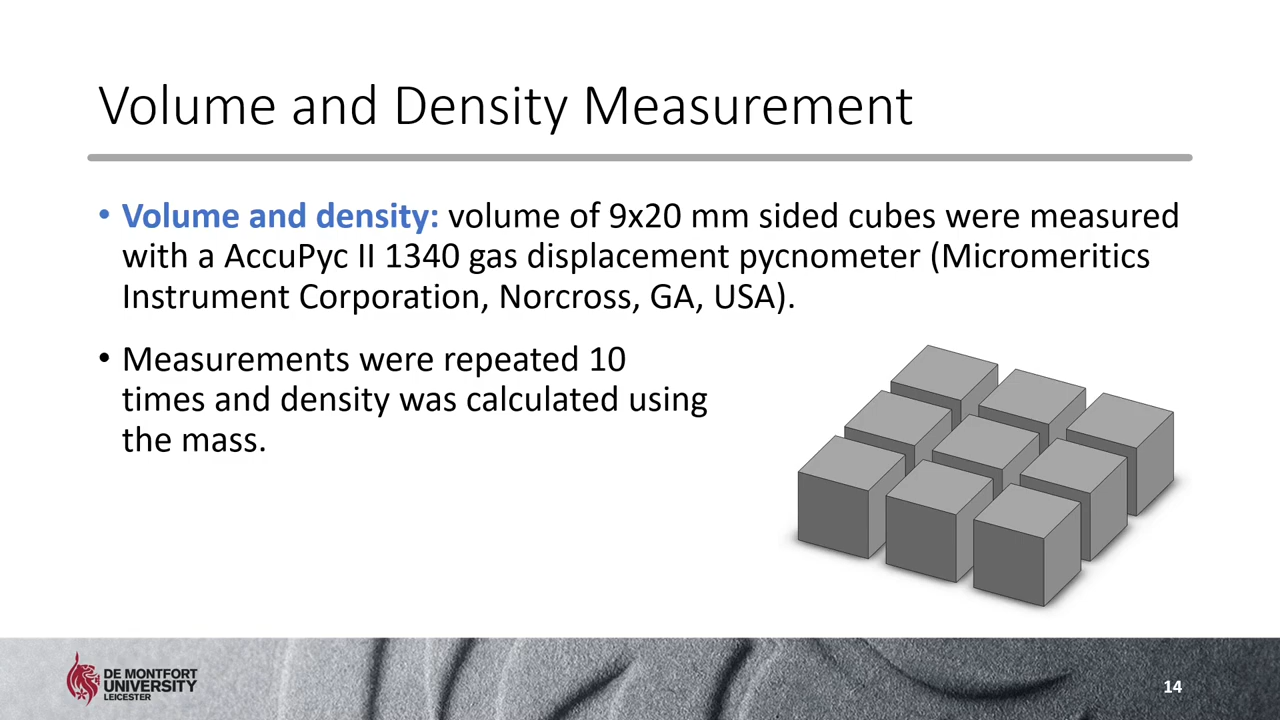 Volume and Density Measurement
• Volume and density: volume of 9x20 mm sided cubes were measured
with a AccuPyc II 1340 gas displacement pycnometer (Micromeritics
Instrument Corporation, Norcross, GA, USA).
• Measurements were repeated 10
times and density was calculated using
the mass.
DE MONTFORT
UNIVERSITY
LEICESTER
14